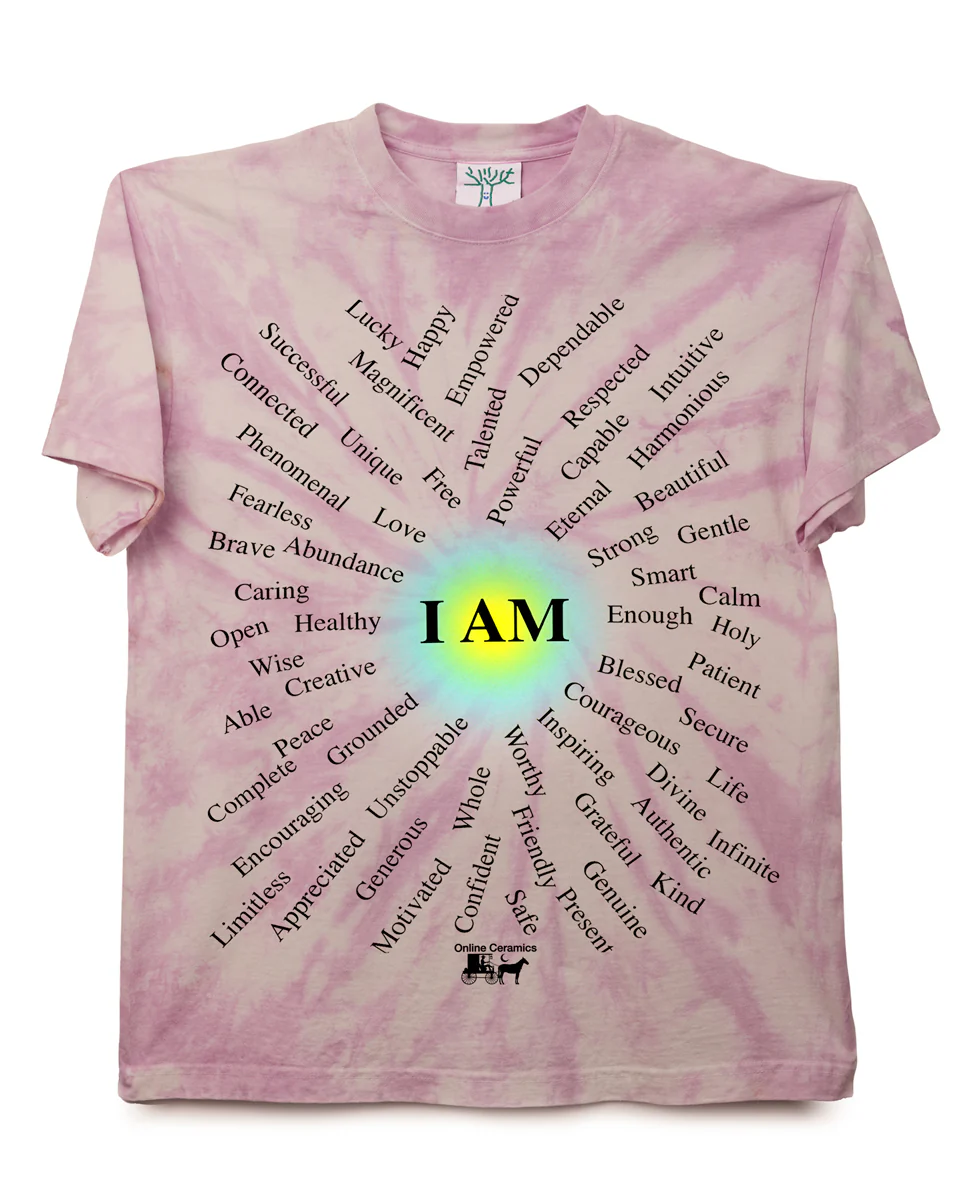 Lucky
Happy
Empowered
Dependable
Successful
Magnificent
Talented
Respected
Intuitive
Connected
Unique
Free
Powerful
Capable
Harmonious
Phenomenal
Love
Eternal
Beautiful
Fearless
Strong
Gentle
Brave
Abundance
Smart
Calm
Caring
I AM
Enough
Holy
Open
Healthy
Wise
Creative
Blessed
Patient
Able
Peace
Grounded
Courageous
Secure
Complete
Unstoppable
Worthy
Inspiring
Divine
Life
Encouraging
Whole
Friendly
Grateful
Authentic
Infinite
Limitless
Appreciated
Generous
Motivated
Confident
Safe
Present
Genuine
Kind
Online Ceramics